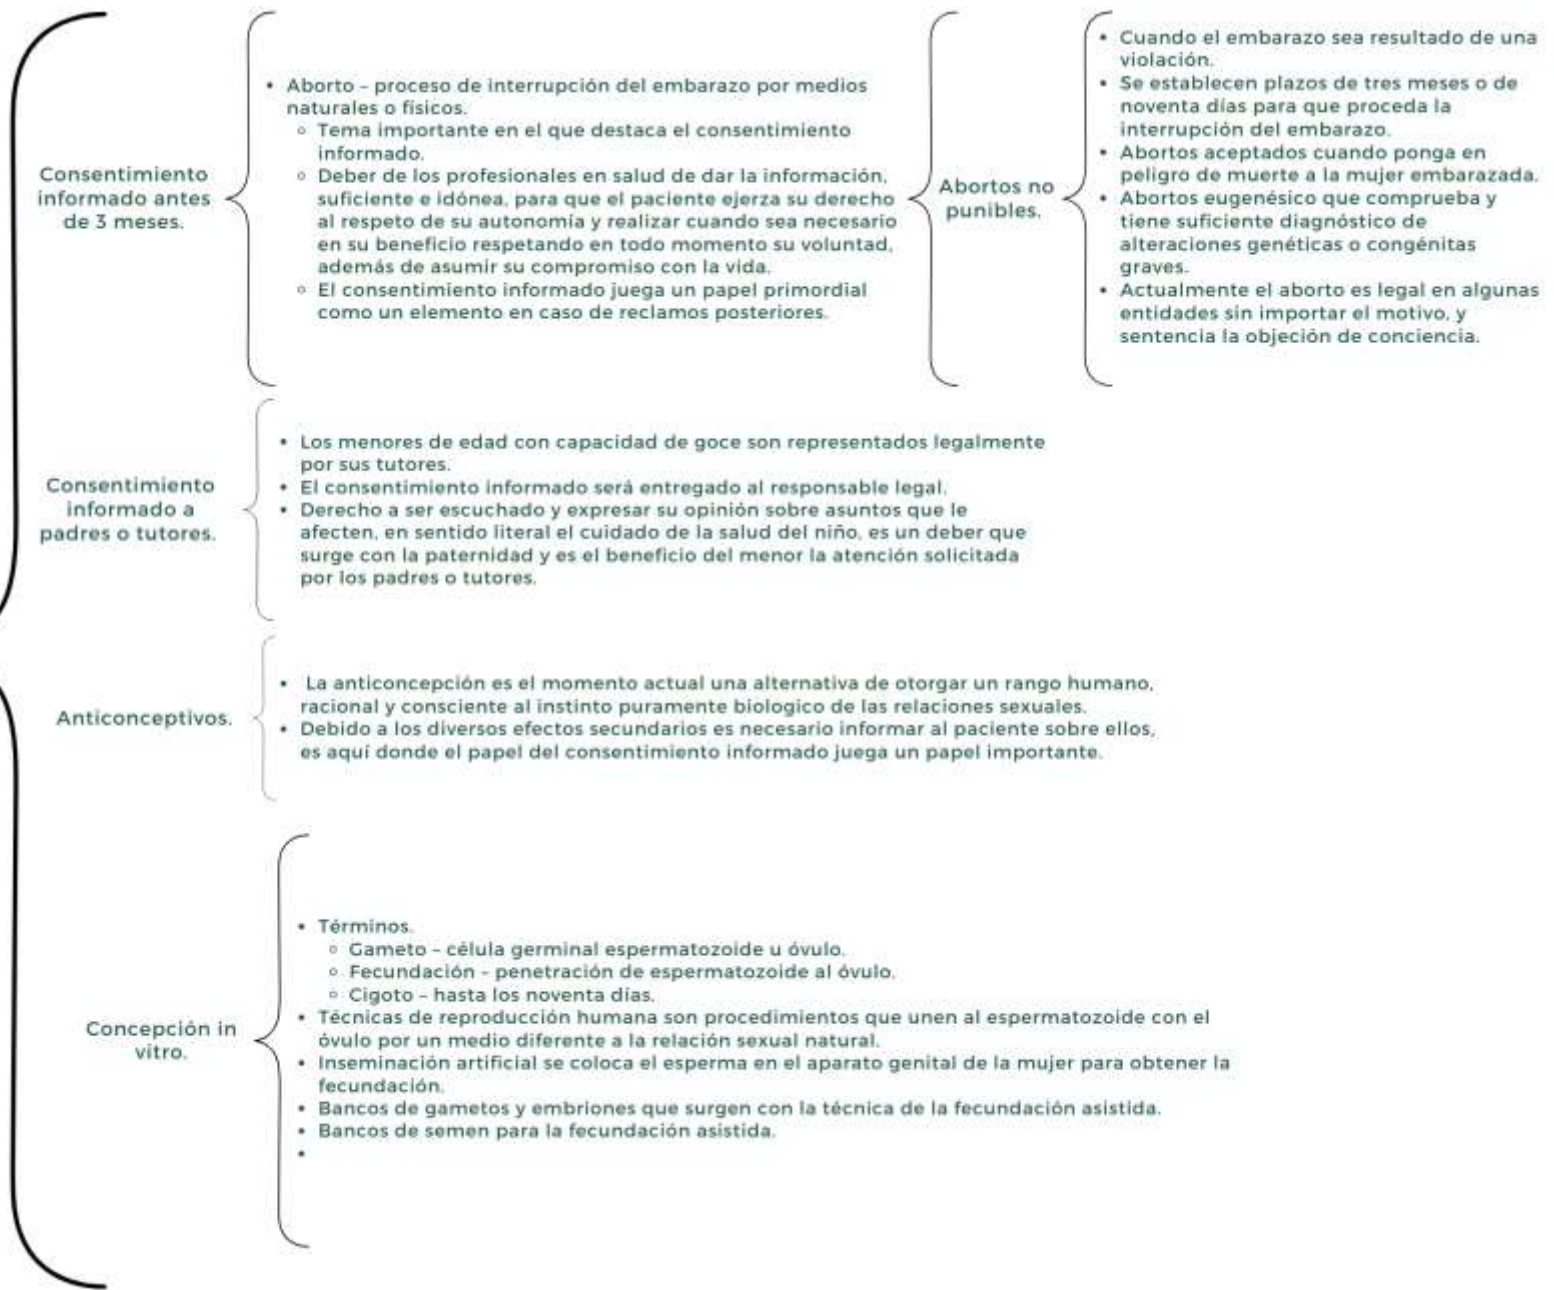 Consentimiento
informado antes
de 3 meses.
• Aborto – proceso de interrupción del embarazo por medios
naturales o físicos.
◦ Tema importante en el que destaca el consentimiento
informado.
◦ Deber de los profesionales en salud de dar la información,
suficiente e idónea, para que el paciente ejerza su derecho
al respeto de su autonomía y realizar cuando sea necesario
en su beneficio respetando en todo momento su voluntad,
además de asumir su compromiso con la vida.
◦ El consentimiento informado juega un papel primordial
como un elemento en caso de reclamos posteriores.
Abortos no
punibles.
• Cuando el embarazo sea resultado de una
violación.
• Se establecen plazos de tres meses o de
noventa días para que proceda la
interrupción del embarazo.
• Abortos aceptados cuando ponga en
peligro de muerte a la mujer embarazada.
• Abortos eugenésico que comprueba y
tiene suficiente diagnóstico de
alteraciones genéticas o congénitas
graves.
• Actualmente el aborto es legal en algunas
entidades sin importar el motivo, y
sentencia la objeción de conciencia.
Consentimiento
informado a
padres o tutores.
• Los menores de edad con capacidad de goce son representados legalmente
por sus tutores.
• El consentimiento informado será entregado al responsable legal.
• Derecho a ser escuchado y expresar su opinión sobre asuntos que le
afecten, en sentido literal el cuidado de la salud del niño, es un deber que
surge con la paternidad y es el beneficio del menor la atención solicitada
por los padres o tutores.
Anticonceptivos.
• La anticoncepción es el momento actual una alternativa de otorgar un rango humano,
racional y consciente al instinto puramente biologico de las relaciones sexuales.
• Debido a los diversos efectos secundarios es necesario informar al paciente sobre ellos,
es aquí donde el papel del consentimiento informado juega un papel importante.
Concepción in
vitro.
• Términos.
◦ Gameto – célula germinal espermatozoide u óvulo.
◦ Fecundación – penetración de espermatozoide al óvulo.
◦ Cigoto – hasta los noventa días.
• Técnicas de reproducción humana son procedimientos que unen al espermatozoide con el
óvulo por un medio diferente a la relación sexual natural.
• Inseminación artificial se coloca el esperma en el aparato genital de la mujer para obtener la
fecundación.
• Bancos de gametos y embriones que surgen con la técnica de la fecundación asistida.
• Bancos de semen para la fecundación asistida.
•